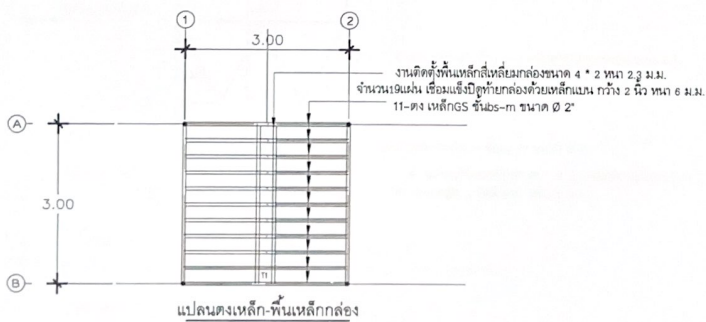 1
2
3.00
งานติดตั้งพื้นเหล็กสี่เหลี่ยมกล่องขนาด 4 * 2 หนา 2.3 ม.ม.
จำนวน19แผ่น เชื่อมแข็งปิดท้ายกล่องด้วยเหล็กแบน กว้าง 2 นิ้ว หนา 6 ม.ม.
11-ตง เหล็กGS ชั้นbs-m ขนาด Ø 2"
A
3.00
B
T1
แปลนตงเหล็ก-พื้นเหล็กกล่อง